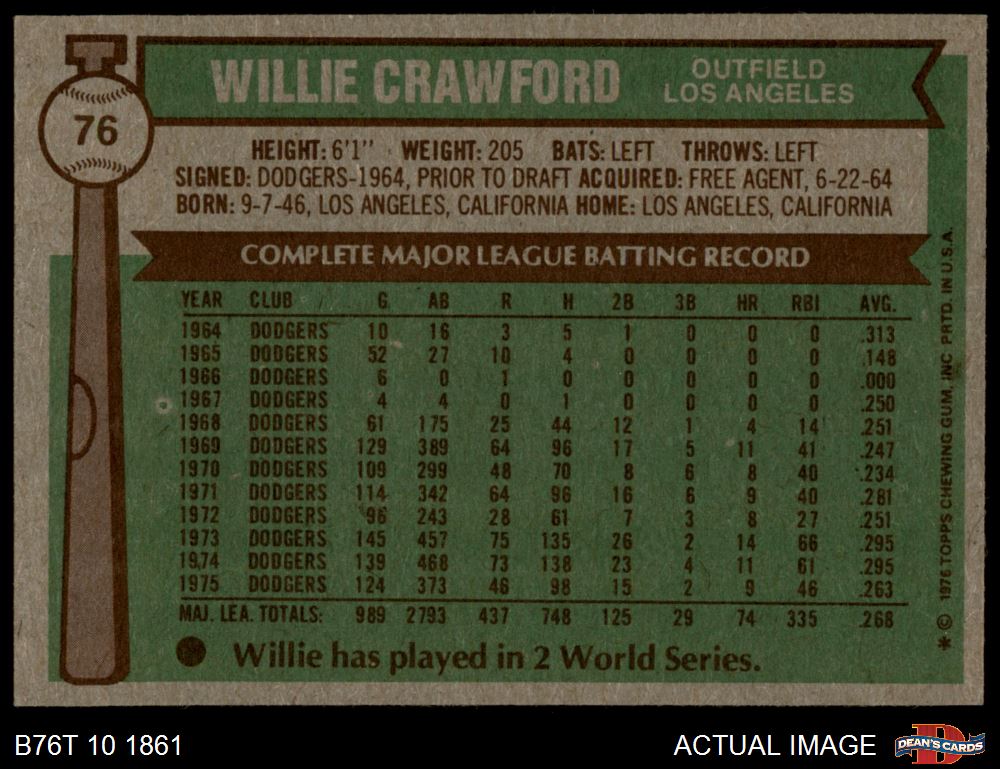 WILLIE CRAWFORD OUTFIELD
LOS ANGELES
76
HEIGHT: 6'1" WEIGHT: 205 BATS: LEFT THROWS: LEFT
SIGNED: DODGERS-1964, PRIOR TO DRAFT ACQUIRED: FREE AGENT, 6-22-64
BORN: 9-7-46, LOS ANGELES, CALIFORNIA HOME: LOS ANGELES, CALIFORNIA
COMPLETE MAJOR LEAGUE BATTING RECORD
YEAR CLUB G AB R H 2B 3B HR RBI AVG.
1964 DODGERS 10 16 3 5 1 0 0 0 .313
1965 DODGERS 52 27 10 4 0 0 0 0 .148
1966 DODGERS 6 0 1 0 0 0 0 0 .000
1967 DODGERS 4 4 0 1 0 0 0 0 .250
1968 DODGERS 61 175 25 44 12 1 4 14 .251
1969 DODGERS 129 389 64 96 17 5 11 41 .247
1970 DODGERS 109 299 48 70 8 6 8 40 .234
1971 DODGERS 114 342 64 96 16 6 9 40 .281
1972 DODGERS 96 243 28 61 7 3 8 27 .251
1973 DODGERS 145 457 75 135 26 2 14 66 .295
1974 DODGERS 139 468 73 138 23 4 11 61 .295
1975 DODGERS 124 373 46 98 15 2 9 46 .263
MAJ. LEA. TOTALS: 989 2793 437 748 125 29 74 335 .268
Willie has played in 2 World Series.
* © 1976 TOPPS CHEWING GUM, INC PRTD. IN U.S.A.
B76T 10 1861 ACTUAL IMAGE
D
DEAN'S CARDS